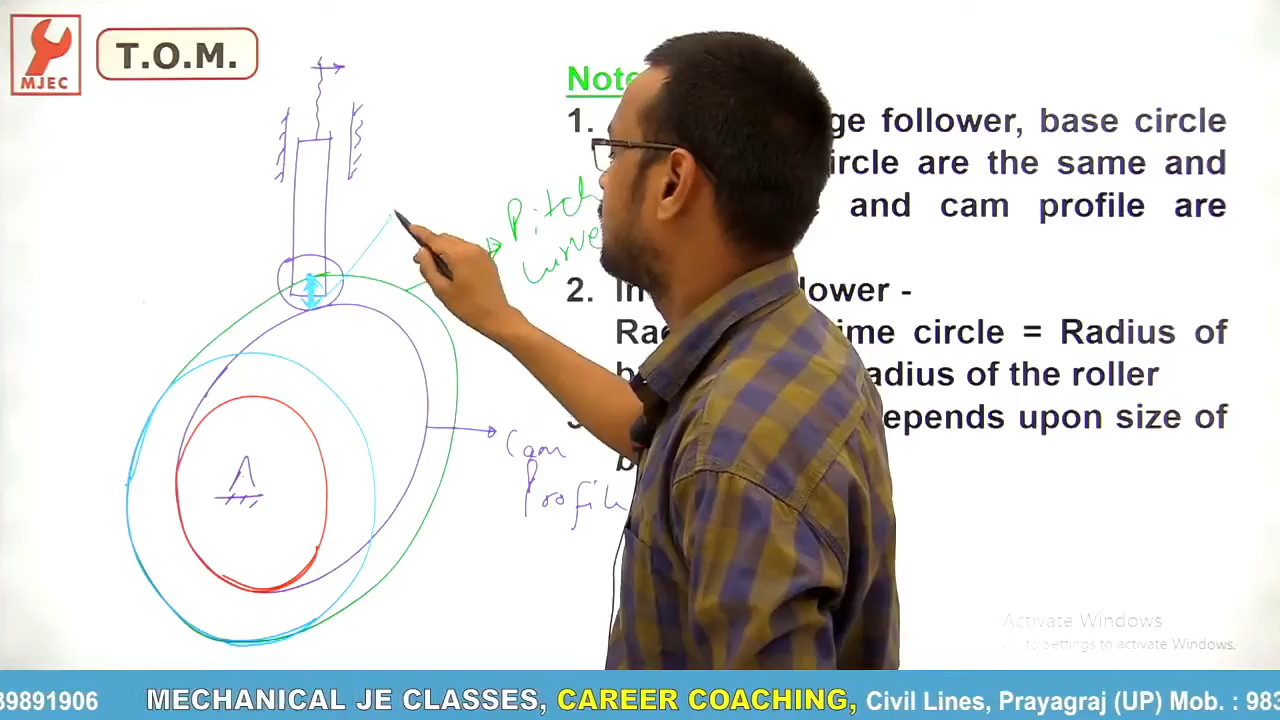 MJEC
T.O.M.
Note
1. ge follower, base circle
ircle are the same and
and cam profile are
2. In lower -
Ra ime circle = Radius of
b adius of the roller
epends upon size of
b
Pitch
Curve
Cam
Profile
A
Activate Windows
to Settings to activate Windows.
39891906 MECHANICAL JE CLASSES, CAREER COACHING, Civil Lines, Prayagraj (UP) Mob. : 983